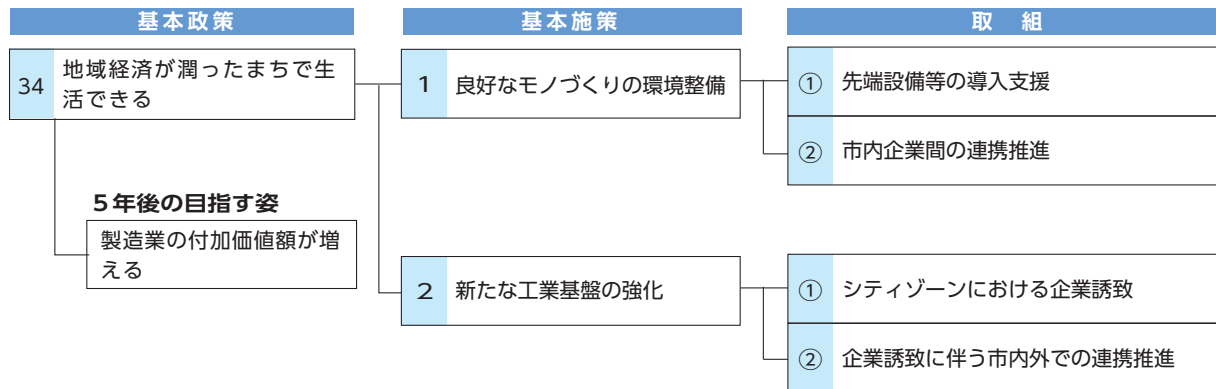 基本政策
基本施策
取 組
34
地域経済が潤ったまちで生
活できる
1
良好なモノづくりの環境整備
①
先端設備等の導入支援
②
市内企業間の連携推進
5年後の目指す姿
製造業の付加価値額が増
える
2
新たな工業基盤の強化
①
シティゾーンにおける企業誘致
②
企業誘致に伴う市内外での連携推進